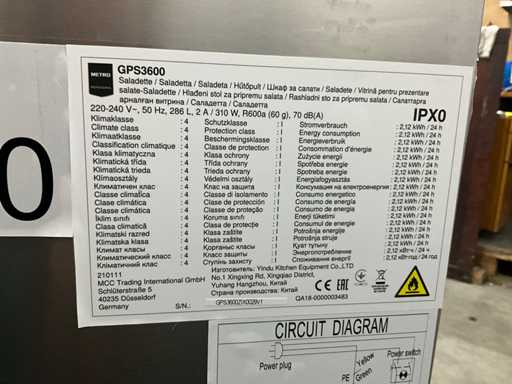 METRO
PROFESSIONAL
GPS3600
Saladette / Saladetta / Saladeta / Hűtőpult / Шкаф за салати / Saladete / Vitrină pentru prezentare
salate-Saladette / Hlađeni stol za pripremu salata / Rashladni sto za pripremu salata / Салаттарға
арналған витрина / Саладетта / Саладетта
220-240 V~, 50 Hz, 286 L, 2 A / 310 W, R600a (60 g), 70 dB(A)
IPX0
Klimaklasse : 4 Schutzklasse : I Stromverbrauch : 2,12 kWh / 24 h
Climate class : 4 Protection class : I Energy consumption : 2,12 kWh / 24 h
Klimaatklasse : 4 Beschermingsklasse : I Energieverbruik : 2,12 kWh / 24 h
Classification climatique : 4 Classe de protection : I Consommation d'énergie : 2,12 kWh / 24 h
Klasa klimatyczna : 4 Klasa ochrony : I Zużycie energii : 2,12 kWh / 24 h
Klimatická třída : 4 Třída ochrany : I Spotřeba energie : 2,12 kWh / 24 h
Klimatická trieda : 4 Trieda ochrany : I Spotreba energie : 2,12 kWh / 24 h
Klímaosztály : 4 Védelmi osztály : I Energiafogyasztás : 2,12 kWh / 24 h
Климатичен клас : 4 Клас на защита : I Консумация на електроенергия : 2,12 kWh / 24 h
Classe climatica : 4 Classe di isolamento : I Consumo energetico : 2,12 kWh / 24 h
Clase climática : 4 Clase de protección : I Consumo de energía : 2,12 kWh / 24 h
Classe climática : 4 Classe de proteção : I Consumo de energia : 2,12 kWh / 24 h
İklim sınıfı : 4 Koruma sınıfı : I Enerji tüketimi : 2,12 kWh / 24 h
Clasa climatică : 4 Clasa de protecție : I Consumul de energie : 2,12 kWh / 24 h
Klimatski razred : 4 Klasa zaštite : I Potrošnja energije : 2,12 kWh / 24 h
Klimatska klasa : 4 Klasa zaštite : I Potrošnja struje : 2,12 kWh / 24 h
Климат класы : 4 Қорғаныс класы : I Қуат тұтыну : 2,12 kWh / 24 h
Климатический класс : 4 Класс защиты : I Энергопотребление : 2,12 кВт•ч / 24 ч
Кліматичний клас : 4 Ступінь захисту : I Споживання енергії : 2,12 кВт•год / 24 год
210111
MCC Trading International GmbH
Schlüterstraße 5
40235 Düsseldorf
Germany
Изготовитель: Yindu Kitchen Equipment Co.,LTD
No.1 Xingxing Rd, Xingqiao District,
Yuhang Hangzhou, Китай
Страна изготовления: Китай
S/N.:
QA18-0000003483
CE
EAC
0
CIRCUIT DIAGRAM
Power plug
PE
Yellow
Green
Power switch